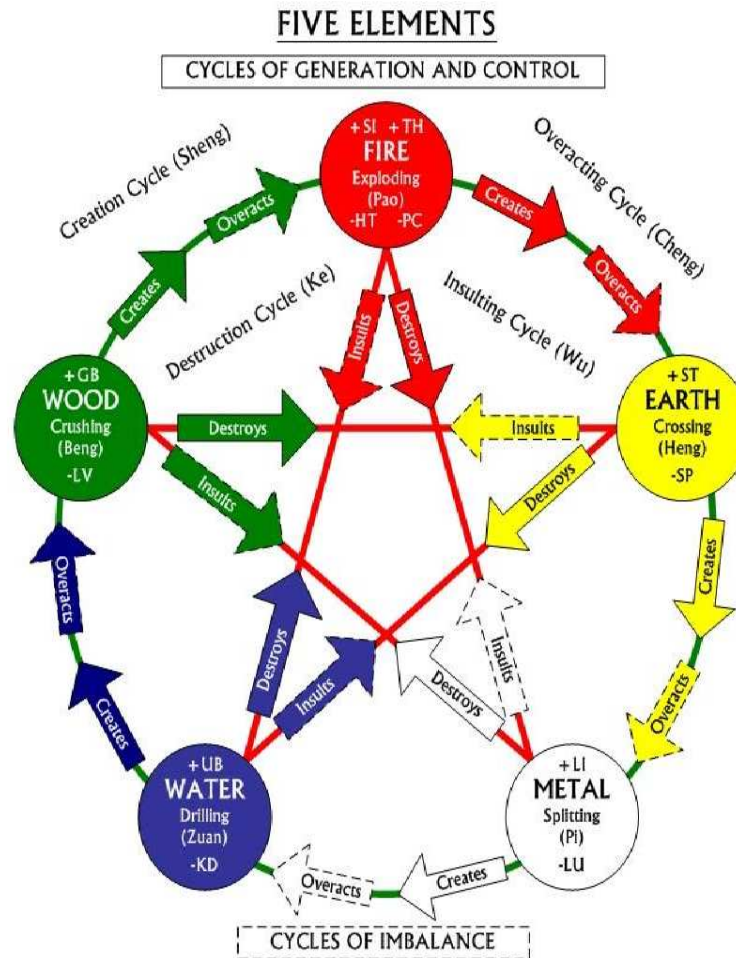 FIVE ELEMENTS
CYCLES OF GENERATION AND CONTROL
Creation Cycle (Sheng)
Overacting Cycle (Cheng)
+SI +TH
FIRE
Exploding
(Pao)
-HT -PC
Overacts
Creates
Creates
Overacts
Destruction Cycle (Ke)
Insulting Cycle (Wu)
Insults
Destroys
+GB
WOOD
Crushing
(Beng)
-LV
Destroys
Insults
+ST
EARTH
Crossing
(Heng)
-SP
Insults
Destroys
Overacts
Creates
Creates
Overacts
Destroys
Insults
Insults
Destroys
+UB
WATER
Drilling
(Zuan)
-KD
+LI
METAL
Splitting
(Pi)
-LU
Overacts
Creates
CYCLES OF IMBALANCE